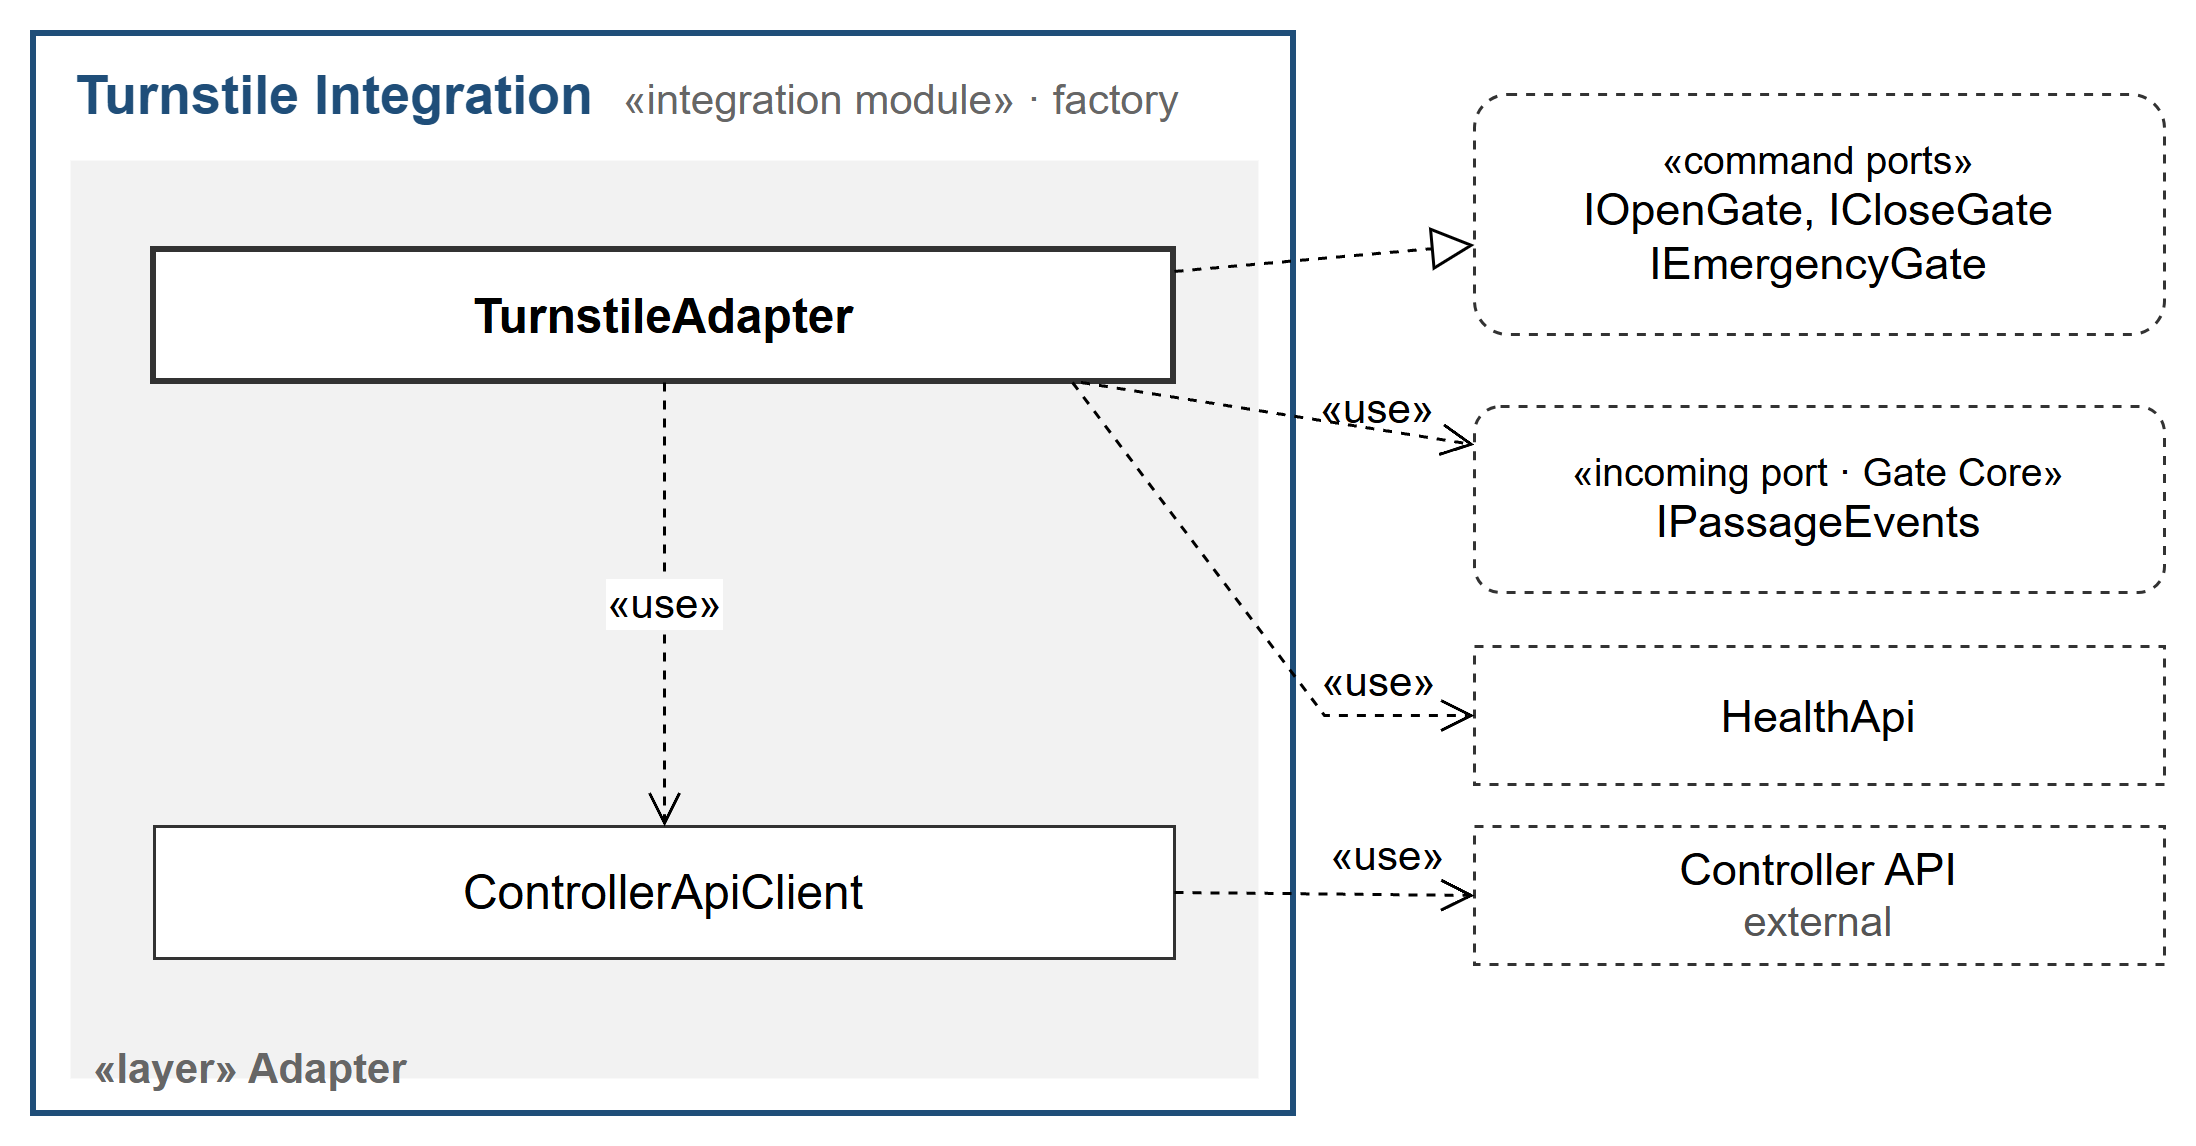 Turnstile Integration «integration module» · factory
«command ports»
IOpenGate, ICloseGate
IEmergencyGate
TurnstileAdapter
«use»
«incoming port · Gate Core»
IPassageEvents
«use»
«use»
HealthApi
ControllerApiClient
«use»
Controller API
external
«layer» Adapter